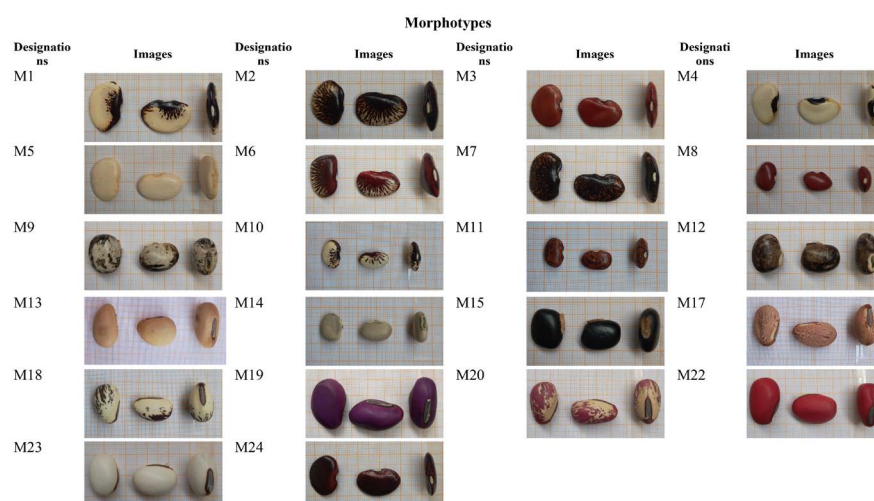 Morphotypes
Designatio
ns
Images
Designatio
ns
Images
Designatio
ns
Images
Designati
ons
Images
M1
M2
M3
M4
M5
M6
M7
M8
M9
M10
M11
M12
M13
M14
M15
M17
M18
M19
M20
M22
M23
M24